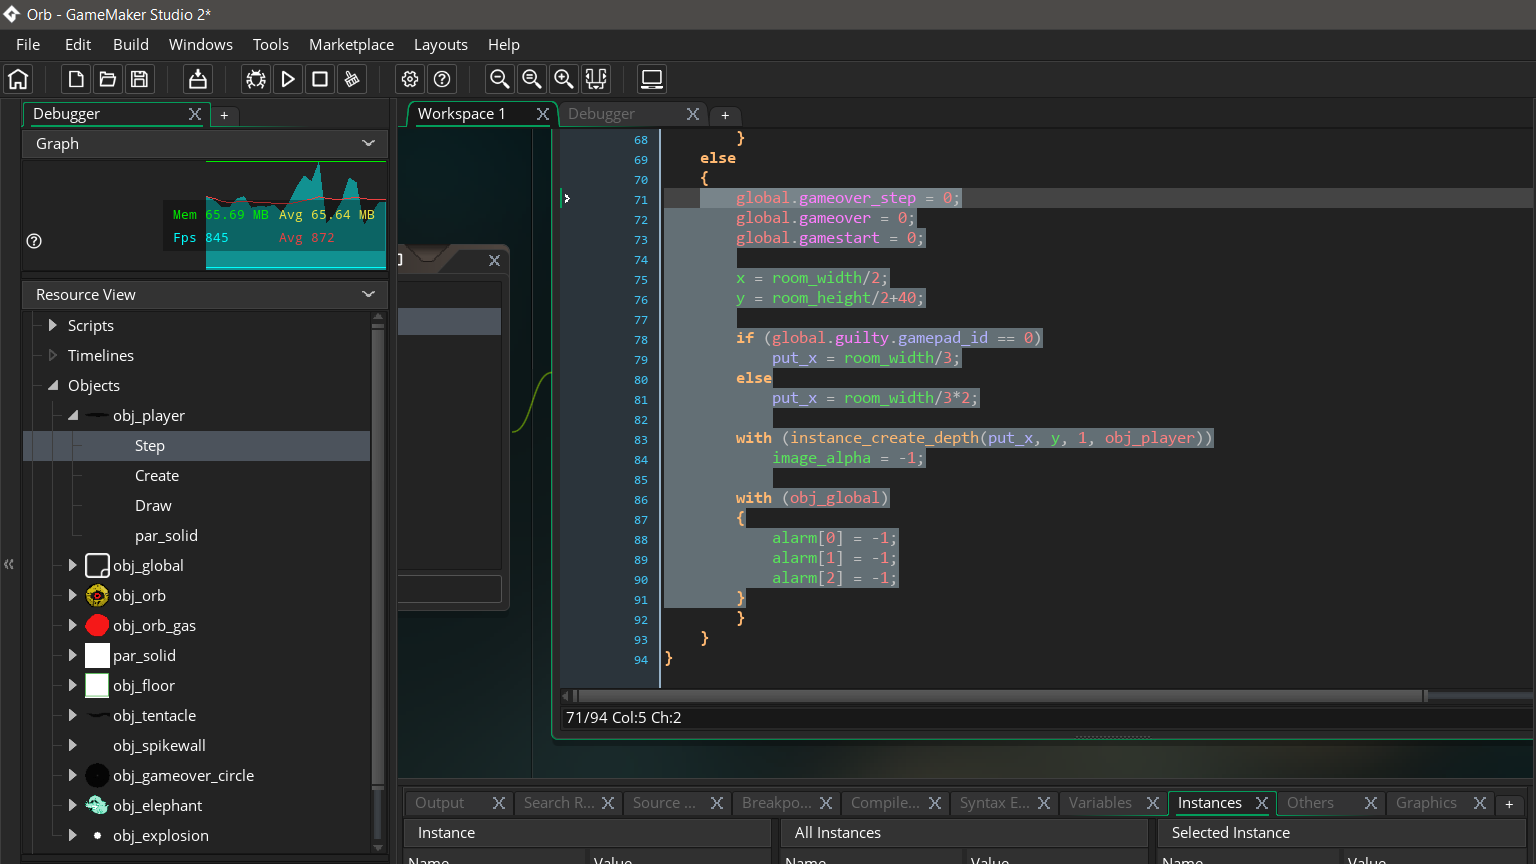 Orb - GameMaker Studio 2*
File Edit Build Windows Tools Marketplace Layouts Help
Debugger
+
Graph
Mem 65.69 MB Avg 65.64 MB
Fps 845 Avg 872
Resource View
Scripts
Timelines
Objects
obj_player
Step
Create
Draw
par_solid
obj_global
obj_orb
obj_orb_gas
par_solid
obj_floor
obj_tentacle
obj_spikewall
obj_gameover_circle
obj_elephant
obj_explosion
Workspace 1 Debugger +
68 }
69 else
70 {
71 global.gameover_step = 0;
72 global.gameover = 0;
73 global.gamestart = 0;
74
75 x = room_width/2;
76 y = room_height/2+40;
77
78 if (global.guilty.gamepad_id == 0)
79 put_x = room_width/3;
80 else
81 put_x = room_width/3*2;
82
83 with (instance_create_depth(put_x, y, 1, obj_player))
84 image_alpha = -1;
85
86 with (obj_global)
87 {
88 alarm[0] = -1;
89 alarm[1] = -1;
90 alarm[2] = -1;
91 }
92 }
93 }
94 }
71/94 Col:5 Ch:2
Output Search R... Source ... Breakpo... Compile... Syntax E... Variables Instances Others Graphics +
Instance All Instances Selected Instance
Name Value Name Value Name Value